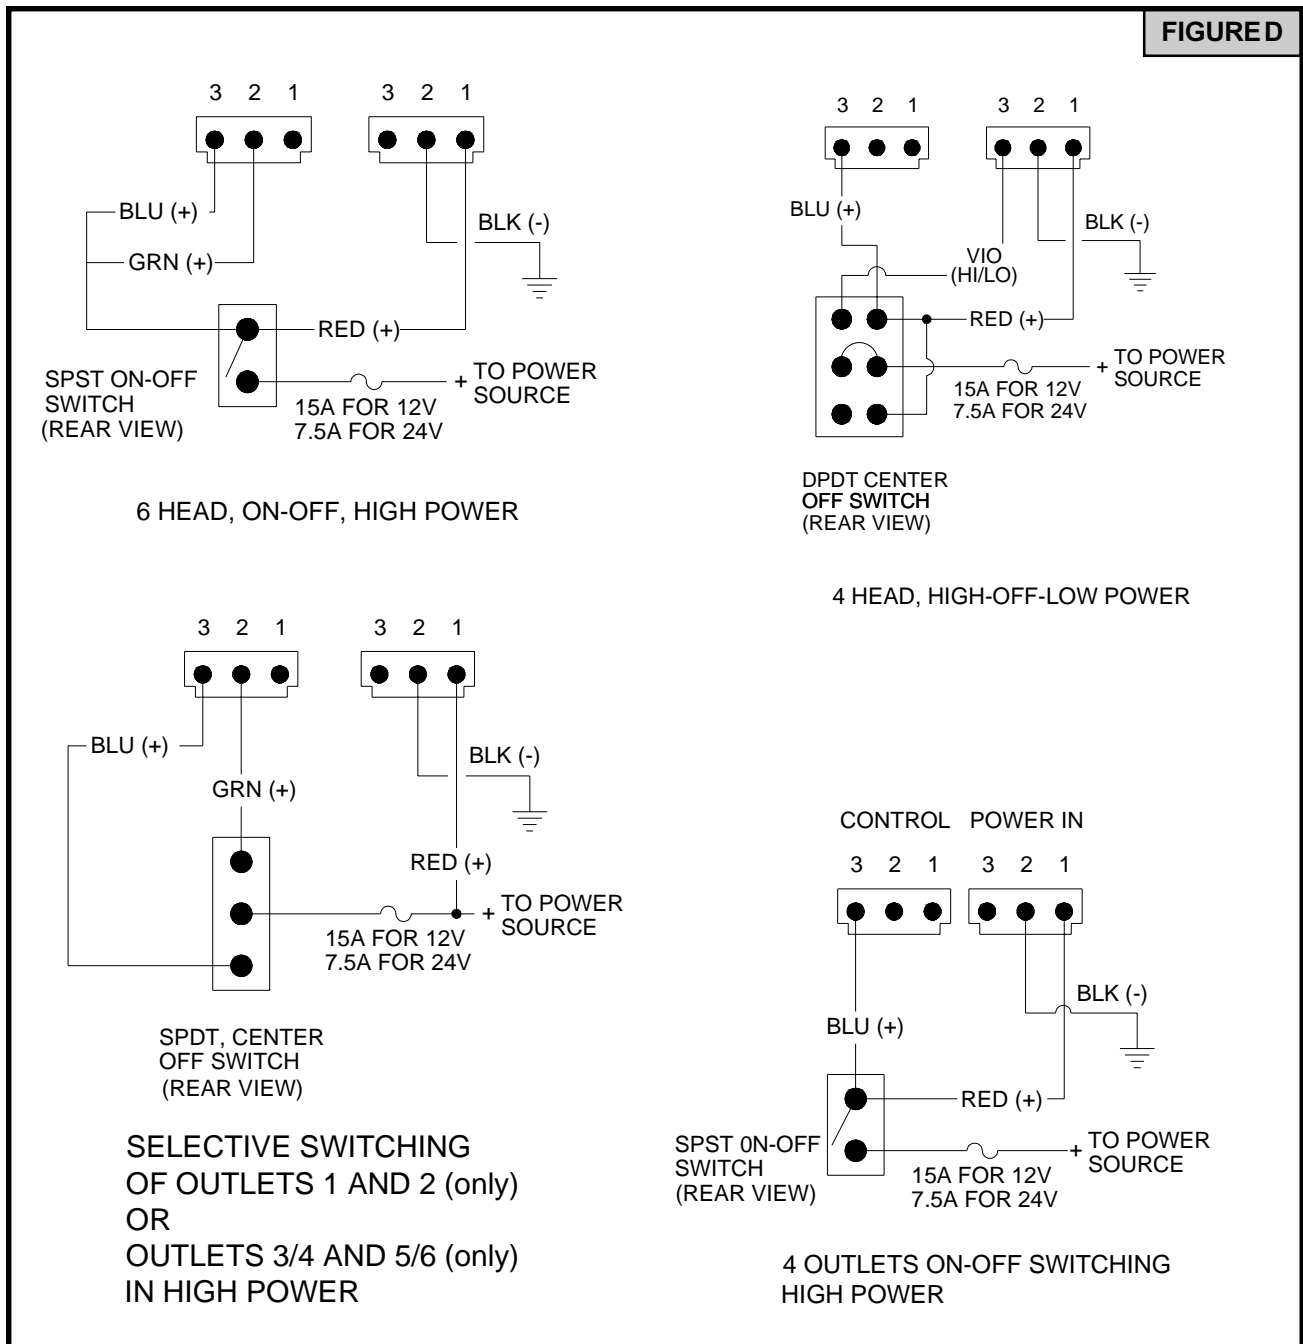 FIGURE D
3 2 1
3 2 1
BLU (+)
GRN (+)
BLK (-)
RED (+)
SPST ON-OFF
SWITCH
(REAR VIEW)
+ TO POWER
SOURCE
15A FOR 12V
7.5A FOR 24V
6 HEAD, ON-OFF, HIGH POWER
3 2 1
3 2 1
BLU (+)
BLK (-)
VIO
(HI/LO)
RED (+)
+ TO POWER
SOURCE
15A FOR 12V
7.5A FOR 24V
DPDT CENTER
OFF SWITCH
(REAR VIEW)
4 HEAD, HIGH-OFF-LOW POWER
3 2 1
3 2 1
BLU (+)
BLK (-)
GRN (+)
RED (+)
+ TO POWER
SOURCE
15A FOR 12V
7.5A FOR 24V
SPDT, CENTER
OFF SWITCH
(REAR VIEW)
SELECTIVE SWITCHING
OF OUTLETS 1 AND 2 (only)
OR
OUTLETS 3/4 AND 5/6 (only)
IN HIGH POWER
CONTROL POWER IN
3 2 1
3 2 1
BLK (-)
BLU (+)
RED (+)
SPST 0N-OFF
SWITCH
(REAR VIEW)
+ TO POWER
SOURCE
15A FOR 12V
7.5A FOR 24V
4 OUTLETS ON-OFF SWITCHING
HIGH POWER